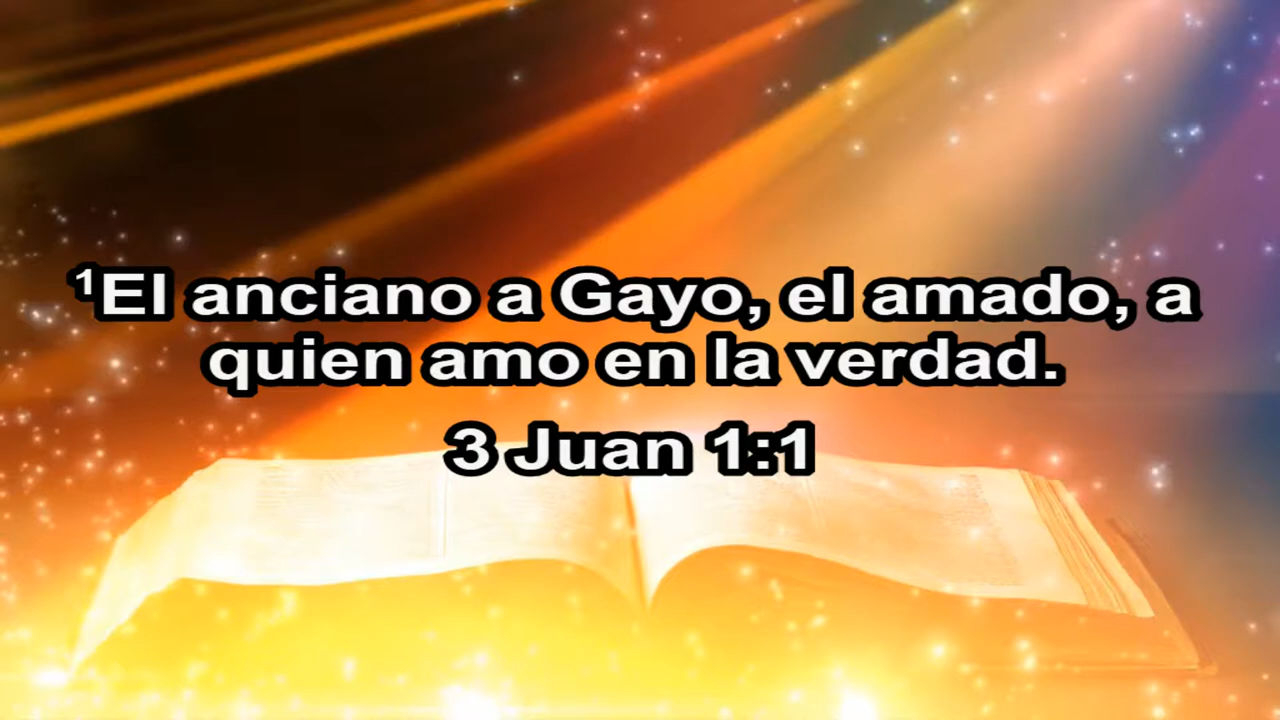 ¹El anciano a Gayo, el amado, a
quien amo en la verdad.
3 Juan 1:1